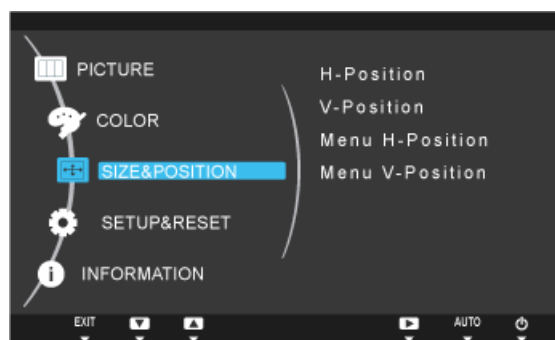 PICTURE
COLOR
SIZE&POSITION
SETUP&RESET
INFORMATION
H-Position
V-Position
Menu H-Position
Menu V-Position
EXIT
AUTO